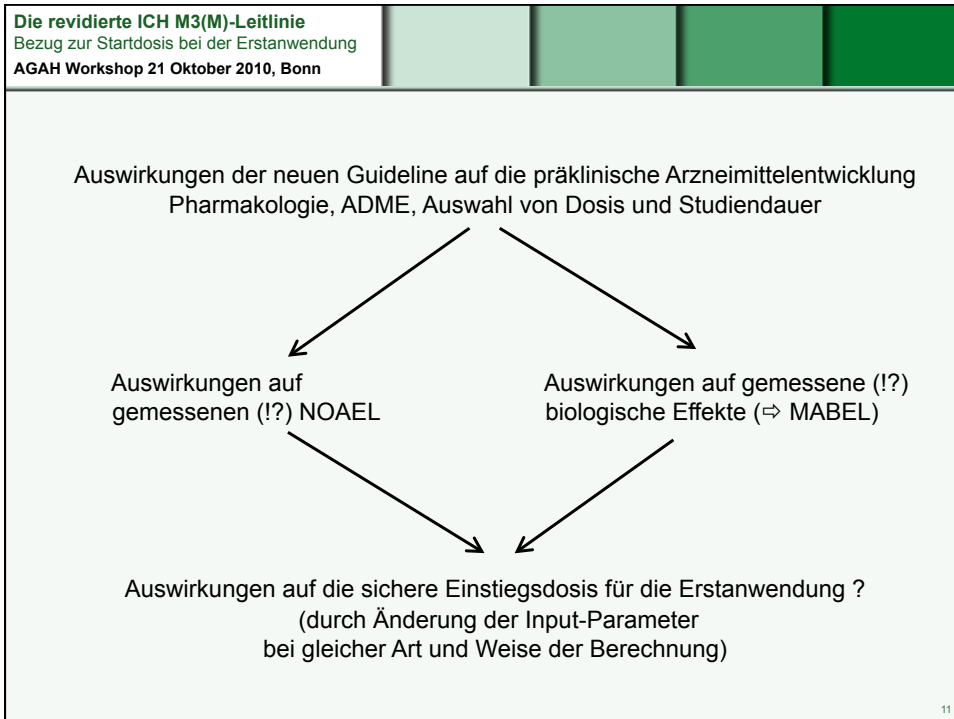 Die revidierte ICH M3(M)-Leitlinie
Bezug zur Startdosis bei der Erstanwendung
AGAH Workshop 21 Oktober 2010, Bonn
Auswirkungen der neuen Guideline auf die präklinische Arzneimittelentwicklung
Pharmakologie, ADME, Auswahl von Dosis und Studiendauer
Auswirkungen auf
gemessenen (!?) NOAEL
Auswirkungen auf gemessene (!?)
biologische Effekte (⇨ MABEL)
Auswirkungen auf die sichere Einstiegsdosis für die Erstanwendung ?
(durch Änderung der Input-Parameter
bei gleicher Art und Weise der Berechnung)
11